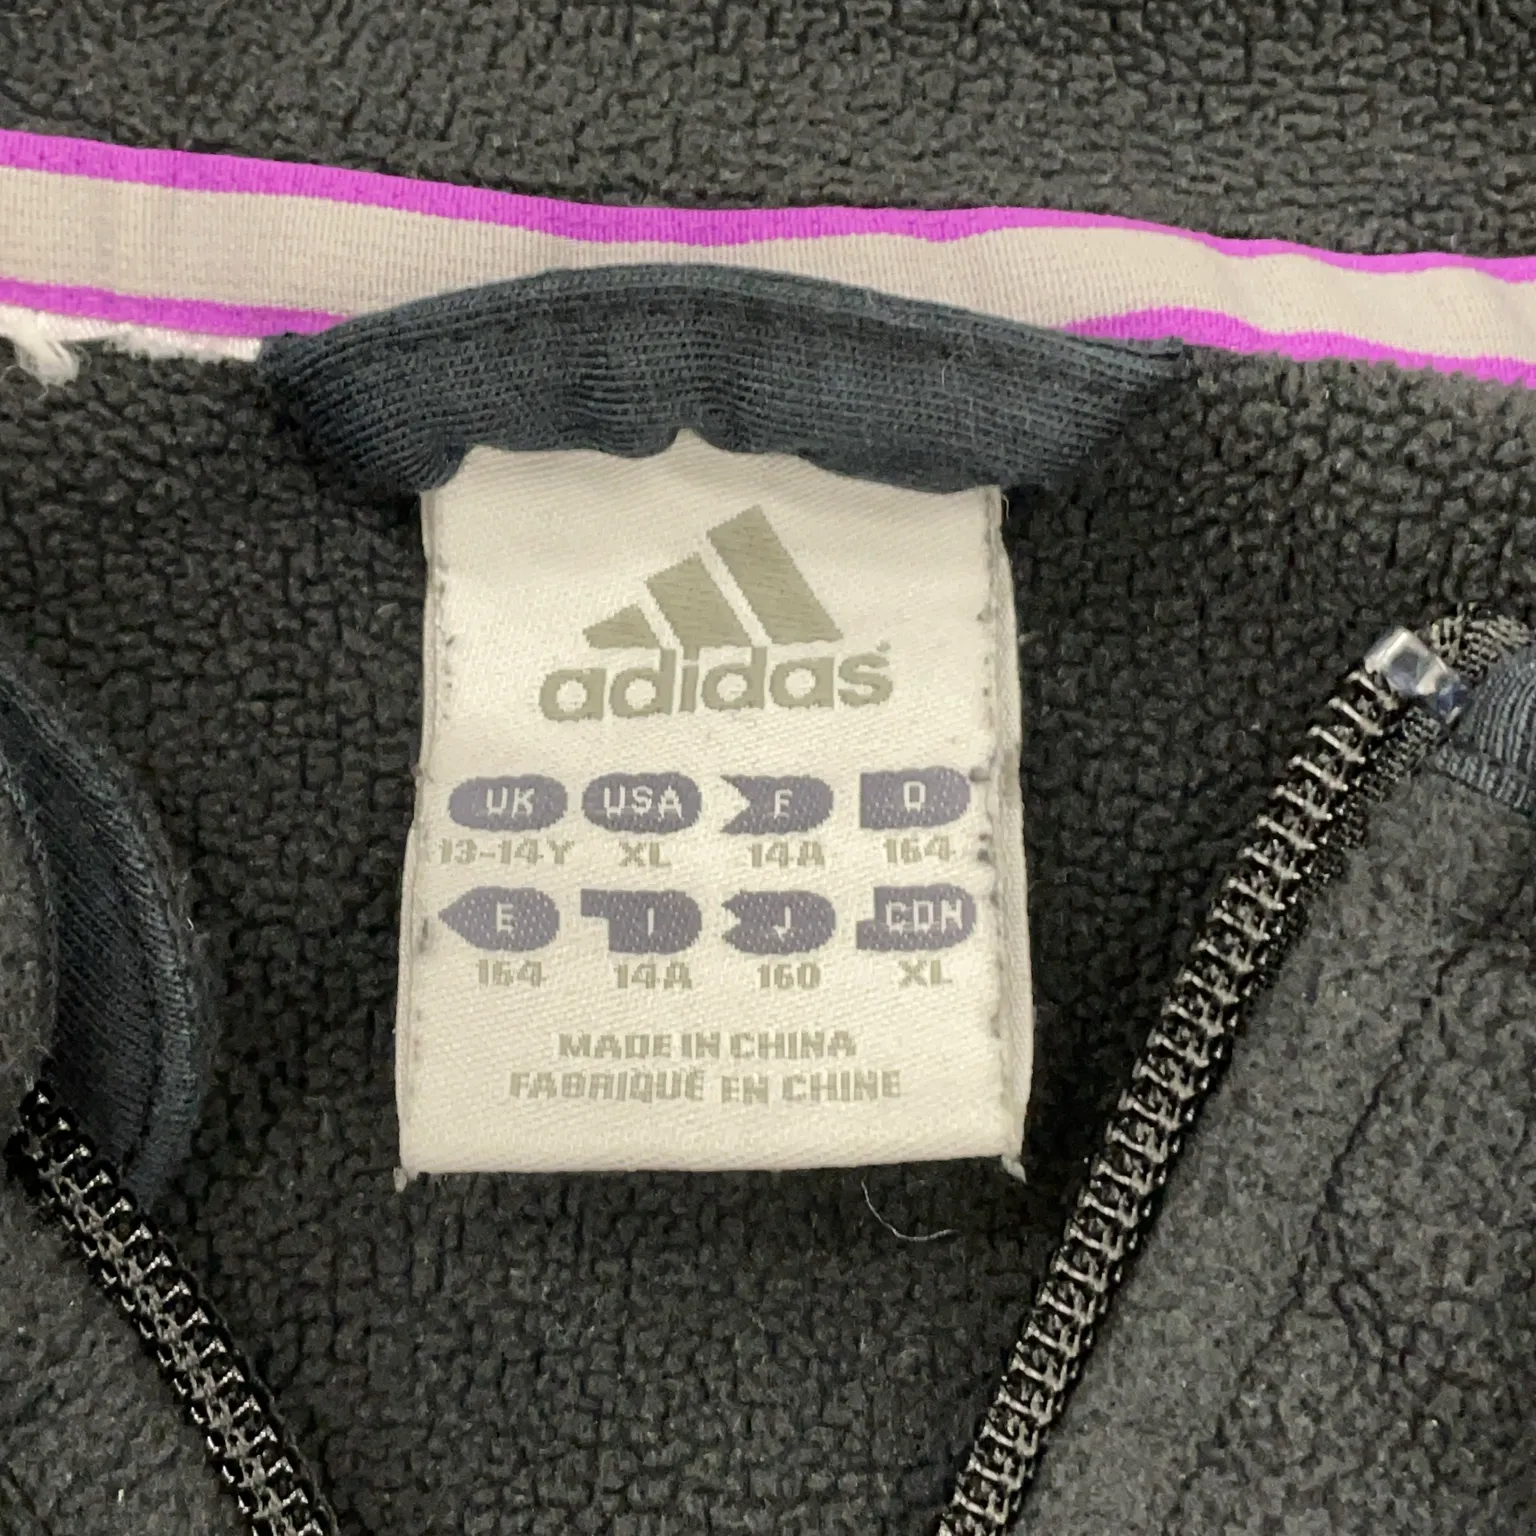 adidas®
UK USA F D
13-14Y XL 14A 164
E I J CDN
164 14A 160 XL
MADE IN CHINA
FABRIQUÉ EN CHINE